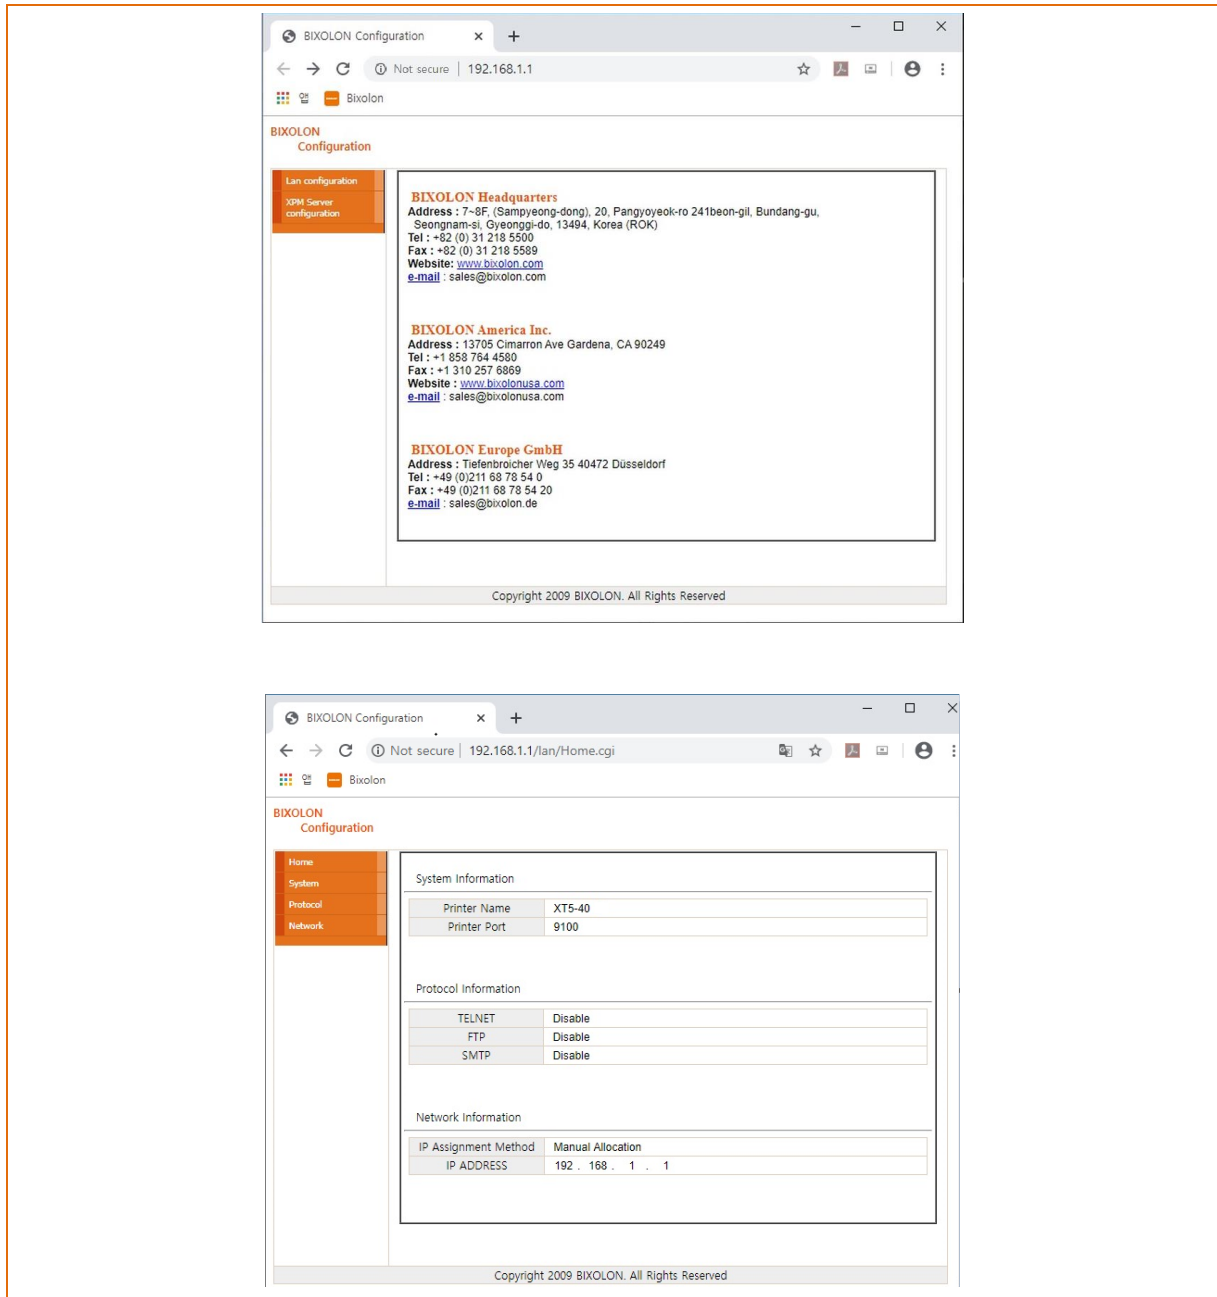 BIXOLON Configuration
Not secure | 192.168.1.1
앱 Bixolon
BIXOLON
Configuration
Lan configuration
XPM Server
configuration
BIXOLON Headquarters
Address : 7~8F, (Sampyeong-dong), 20, Pangyoyeok-ro 241beon-gil, Bundang-gu,
Seongnam-si, Gyeonggi-do, 13494, Korea (ROK)
Tel : +82 (0) 31 218 5500
Fax : +82 (0) 31 218 5589
Website: www.bixolon.com
e-mail : sales@bixolon.com
BIXOLON America Inc.
Address : 13705 Cimarron Ave Gardena, CA 90249
Tel : +1 858 764 4580
Fax : +1 310 257 6869
Website : www.bixolonusa.com
e-mail : sales@bixolonusa.com
BIXOLON Europe GmbH
Address : Tiefenbroicher Weg 35 40472 Düsseldorf
Tel : +49 (0)211 68 78 54 0
Fax : +49 (0)211 68 78 54 20
e-mail : sales@bixolon.de
Copyright 2009 BIXOLON. All Rights Reserved
BIXOLON Configuration
Not secure | 192.168.1.1/lan/Home.cgi
앱 Bixolon
BIXOLON
Configuration
Home
System
Protocol
Network
System Information
Printer Name XT5-40
Printer Port 9100
Protocol Information
TELNET Disable
FTP Disable
SMTP Disable
Network Information
IP Assignment Method Manual Allocation
IP ADDRESS 192 . 168 . 1 . 1
Copyright 2009 BIXOLON. All Rights Reserved